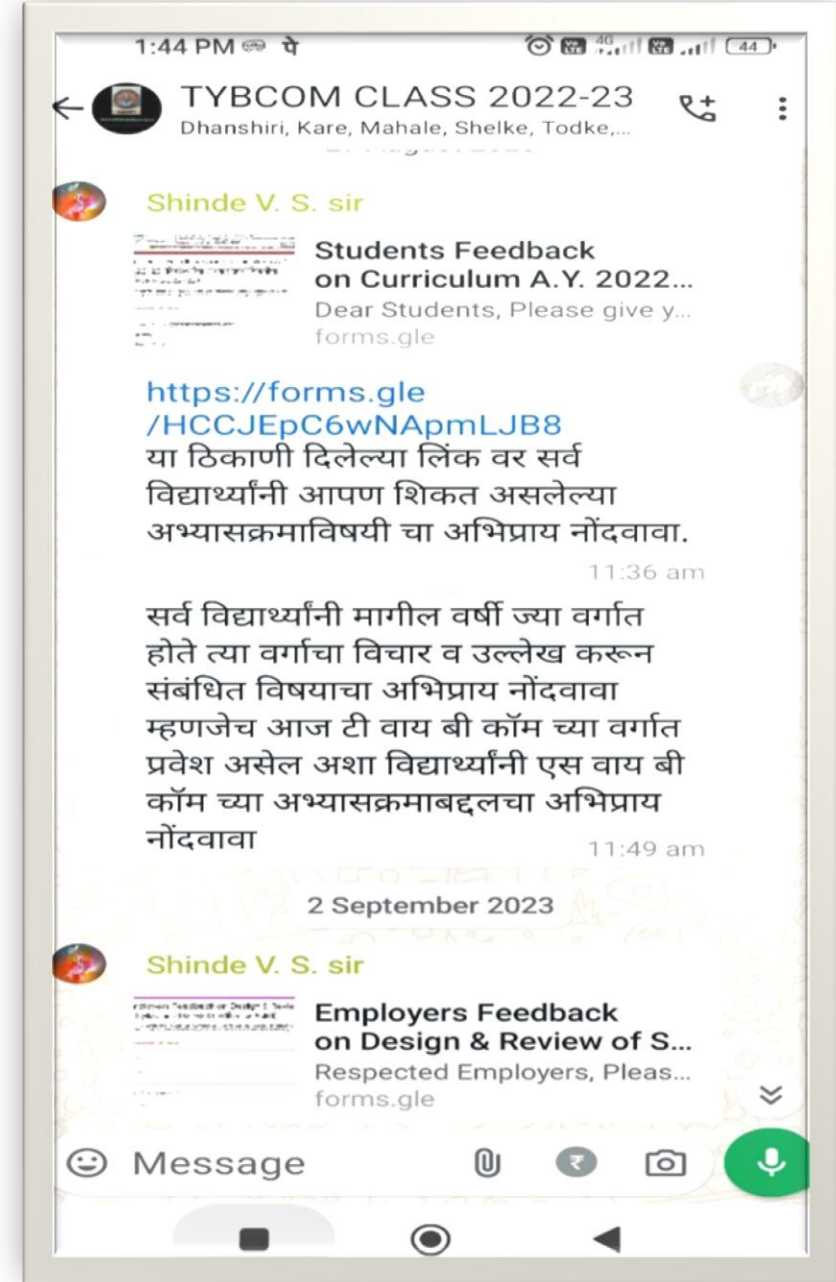 1:44 PM पे 4G 44
TYBCOM CLASS 2022-23
Dhanshiri, Kare, Mahale, Shelke, Todke,...
Shinde V. S. sir
Students Feedback
on Curriculum A.Y. 2022...
Dear Students, Please give y...
forms.gle
https://forms.gle
/HCCJEpC6wNApmLJB8
या ठिकाणी दिलेल्या लिंक वर सर्व
विद्यार्थ्यांनी आपण शिकत असलेल्या
अभ्यासक्रमाविषयी चा अभिप्राय नोंदवावा.
11:36 am
सर्व विद्यार्थ्यांनी मागील वर्षी ज्या वर्गात
होते त्या वर्गाचा विचार व उल्लेख करून
संबंधित विषयाचा अभिप्राय नोंदवावा
म्हणजेच आज टी वाय बी कॉम च्या वर्गात
प्रवेश असेल अशा विद्यार्थ्यांनी एस वाय बी
कॉम च्या अभ्यासक्रमाबद्दलचा अभिप्राय
नोंदवावा
11:49 am
2 September 2023
Shinde V. S. sir
Employers Feedback
on Design & Review of S...
Respected Employers, Pleas...
forms.gle
Message
₹